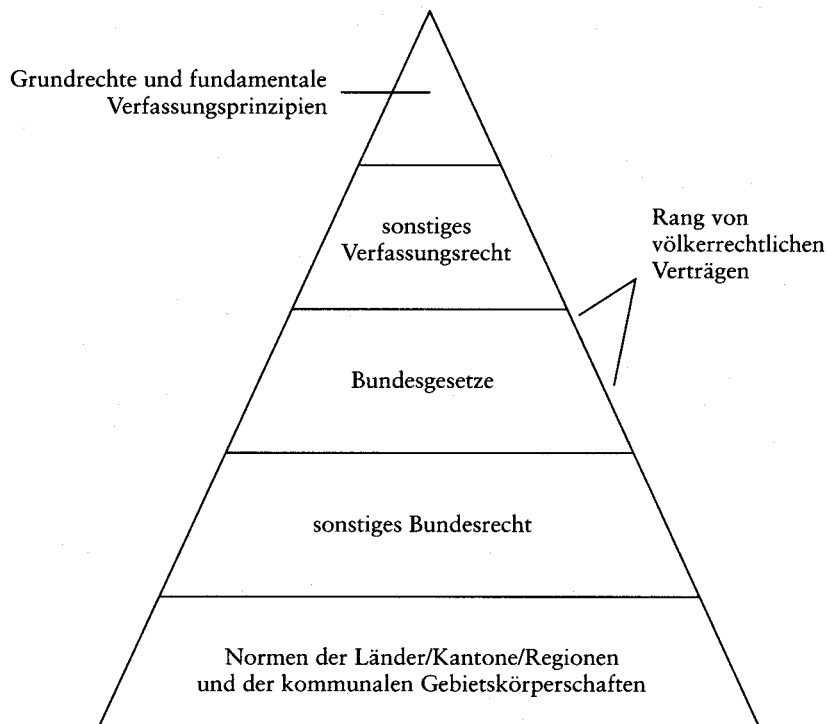 Grundrechte und fundamentale
Verfassungsprinzipien
sonstiges
Verfassungsrecht
Rang von
völkerrechtlichen
Verträgen
Bundesgesetze
sonstiges Bundesrecht
Normen der Länder/Kantone/Regionen
und der kommunalen Gebietskörperschaften